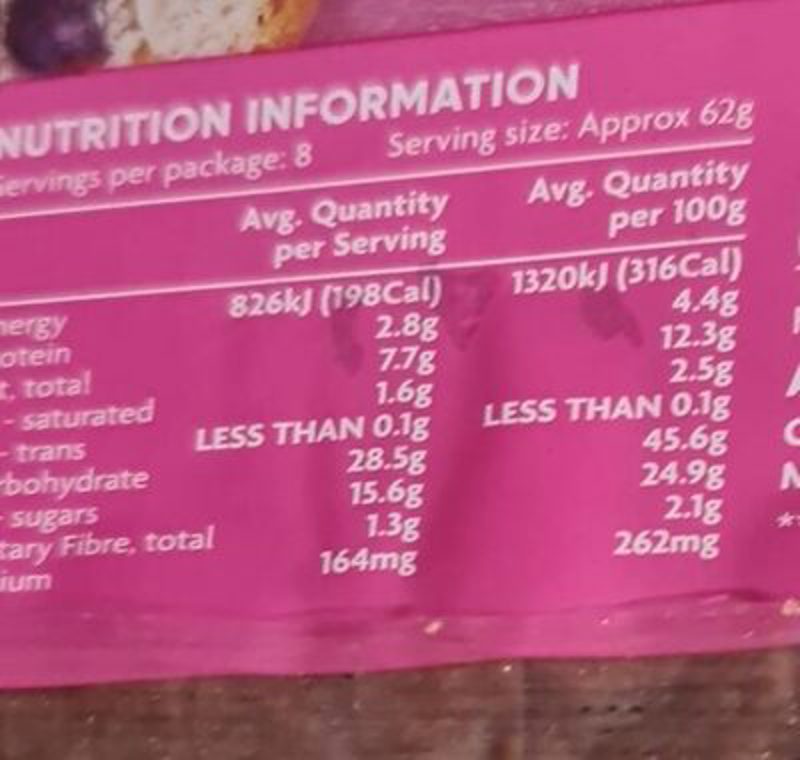 NUTRITION INFORMATION
Servings per package: 8 Serving size: Approx 62g
Avg. Quantity per Serving Avg. Quantity per 100g
nergy 826kJ (198Cal) 1320kJ (316Cal)
otein 2.8g 4.4g
t, total 7.7g 12.3g
- saturated 1.6g 2.5g
- trans LESS THAN 0.1g LESS THAN 0.1g
rbohydrate 28.5g 45.6g
- sugars 15.6g 24.9g
tary Fibre, total 1.3g 2.1g
ium 164mg 262mg